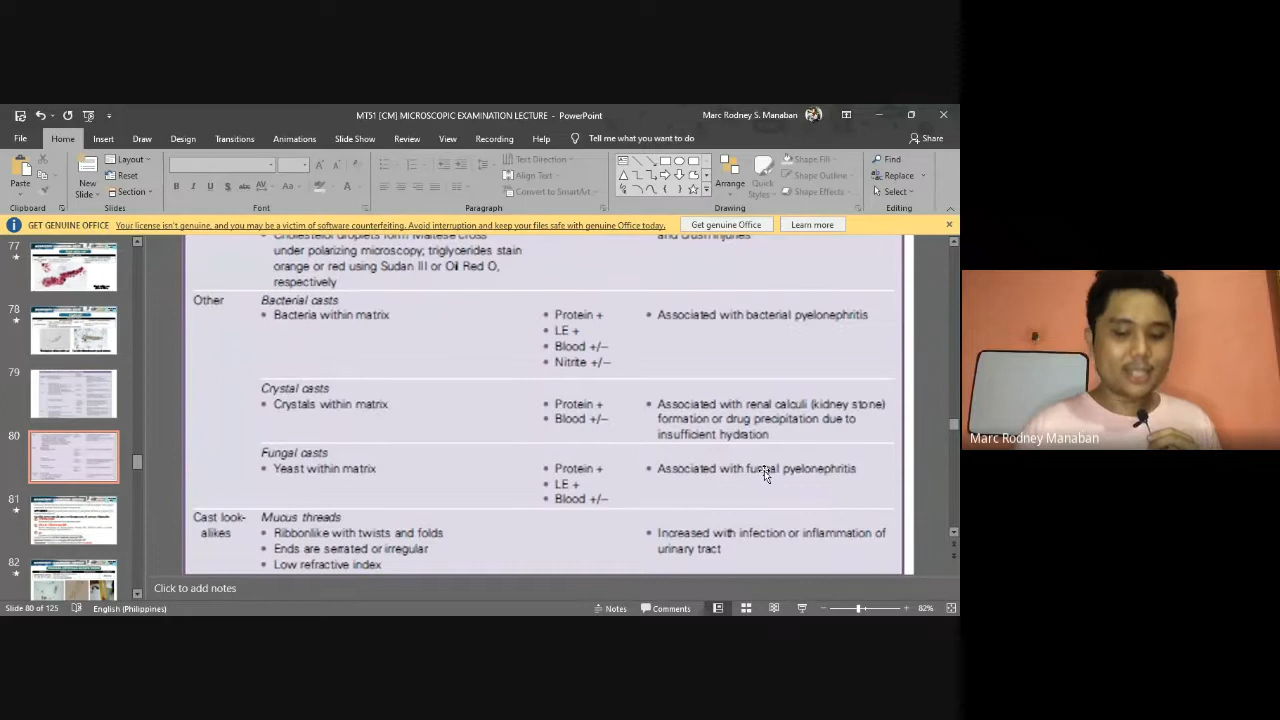 MT51 [CM] MICROSCOPIC EXAMINATION LECTURE - PowerPoint
Marc Rodney S. Manaban
File
Home
Insert
Draw
Design
Transitions
Animations
Slide Show
Review
View
Recording
Help
Tell me what you want to do
Share
Paste
New
Slide
Layout
Reset
Section
Text Direction
Align Text
Convert to SmartArt
Arrange
Quick
Styles
Shape Fill
Shape Outline
Shape Effects
Find
Replace
Select
Clipboard
Slides
Font
Paragraph
Drawing
Editing
GET GENUINE OFFICE Your license isn't genuine, and you may be a victim of software counterfeiting. Avoid interruption and keep your files safe with genuine Office today.
Get genuine Office
Learn more
77
78
79
80
81
82
Cholesterol droplets form Maltese cross
under polarizing microscopy; triglycerides stain
orange or red using Sudan III or Oil Red O,
respectively
and crush injuries
Other
Bacterial casts
• Bacteria within matrix
• Protein +
• LE +
• Blood +/–
• Nitrite +/–
• Associated with bacterial pyelonephritis
Crystal casts
• Crystals within matrix
• Protein +
• Blood +/–
• Associated with renal calculi (kidney stone)
formation or drug precipitation due to
insufficient hydation
Fungal casts
• Yeast within matrix
• Protein +
• LE +
• Blood +/–
• Associated with fungal pyelonephritis
Cast look-
alikes
Mucus threads
• Ribbonlike with twists and folds
• Ends are serrated or irregular
• Low refractive index
• Increased with infection or inflammation of
urinary tract
Click to add notes
Slide 80 of 125
English (Philippines)
Notes
Comments
82%
Marc Rodney Manaban